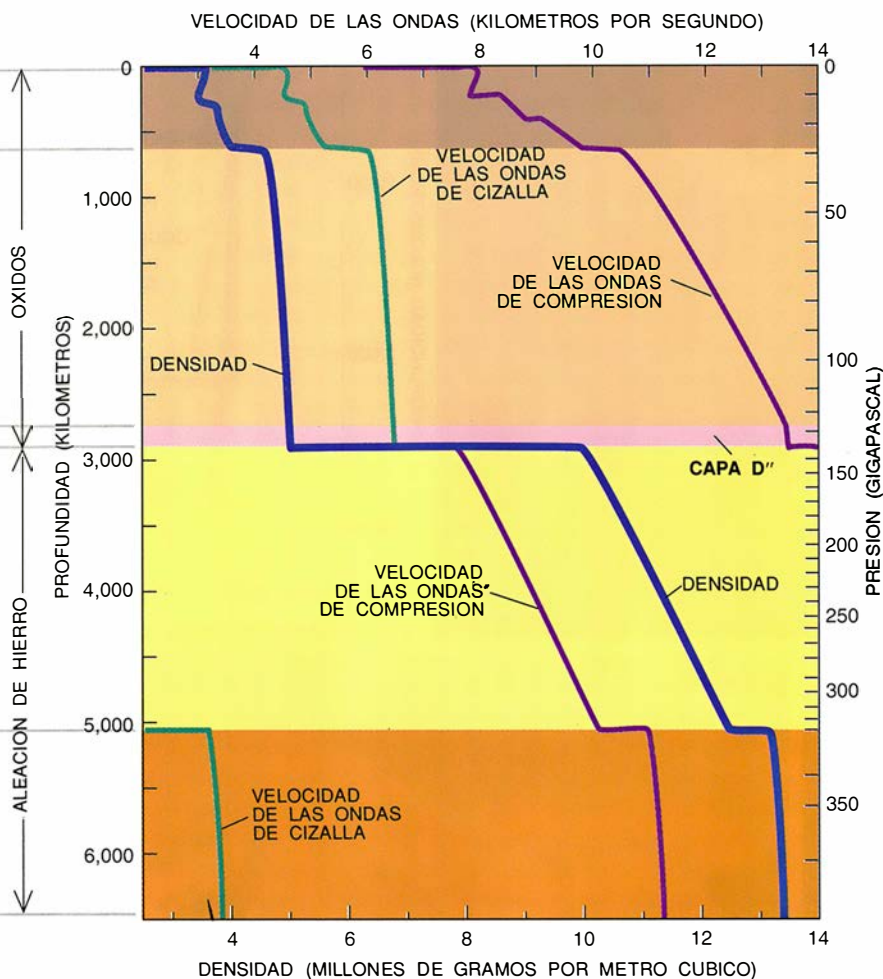 VELOCIDAD DE LAS ONDAS (KILOMETROS POR SEGUNDO)
4 6 8 10 12 14
0
1,000
2,000
3,000
4,000
5,000
6,000
PROFUNDIDAD (KILOMETROS)
OXIDOS
ALEACION DE HIERRO
VELOCIDAD
DE LAS ONDAS
DE CIZALLA
VELOCIDAD
DE LAS ONDAS
DE COMPRESION
DENSIDAD
CAPA D"
VELOCIDAD
DE LAS ONDAS
DE COMPRESION
DENSIDAD
VELOCIDAD
DE LAS ONDAS
DE CIZALLA
0
50
100
150
200
250
300
350
PRESION (GIGAPASCAL)
4 6 8 10 12 14
DENSIDAD (MILLONES DE GRAMOS POR METRO CUBICO)